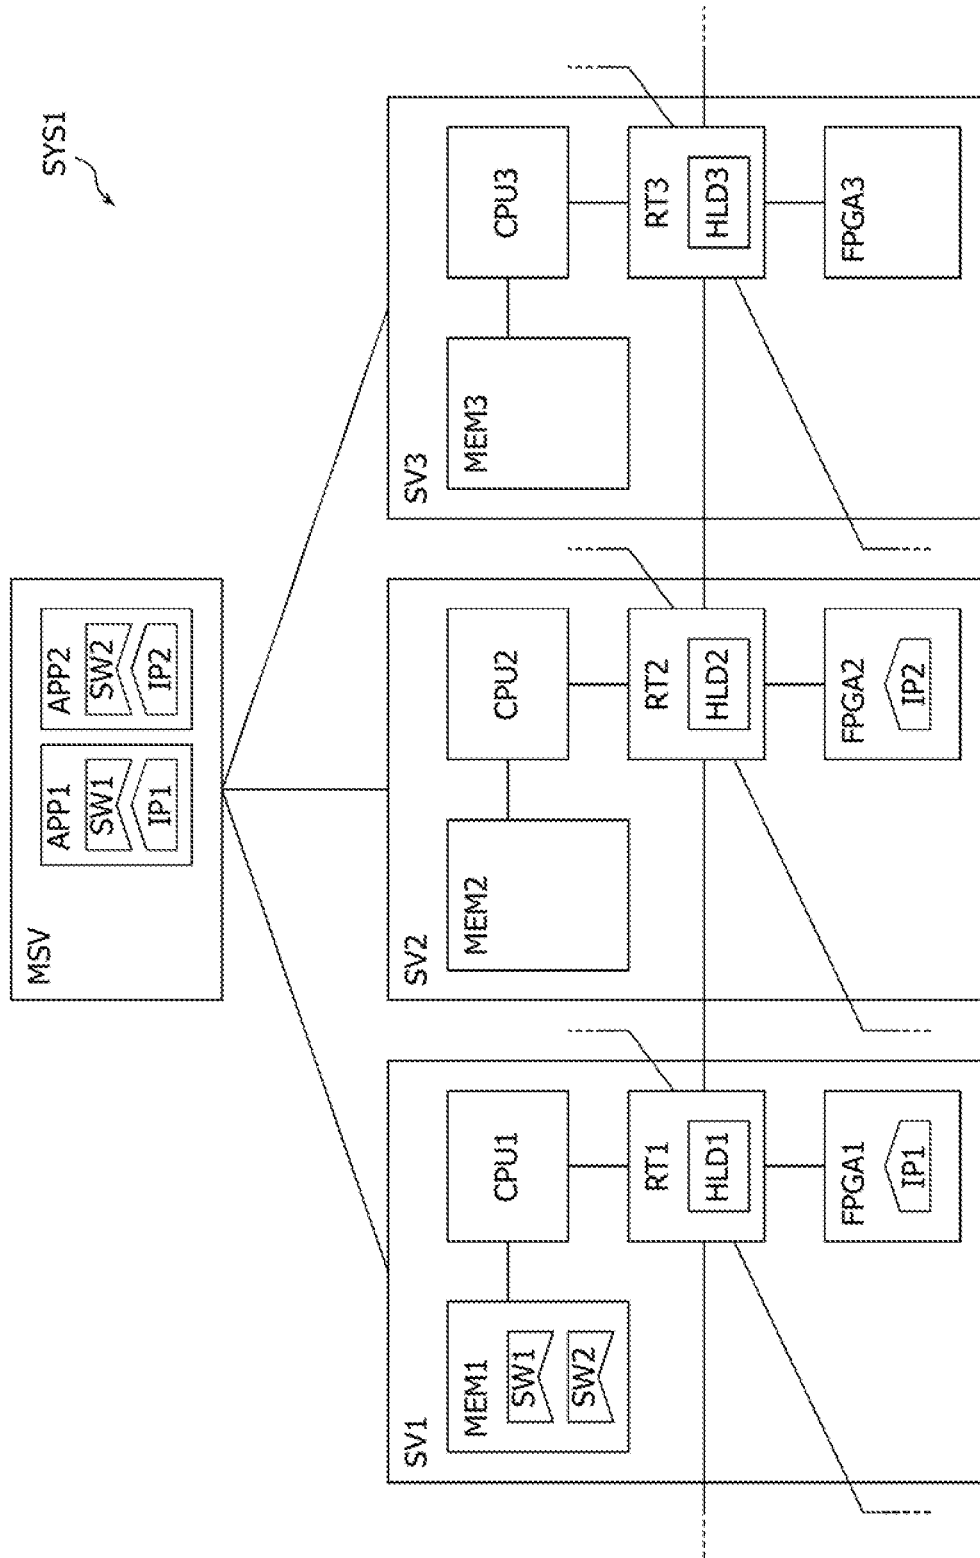 SYS1
MSV
APP1
SW1
IP1
APP2
SW2
IP2
SV1
MEM1
SW1
SW2
CPU1
RT1
HLD1
FPGA1
IP1
SV2
MEM2
CPU2
RT2
HLD2
FPGA2
IP2
SV3
MEM3
CPU3
RT3
HLD3
FPGA3